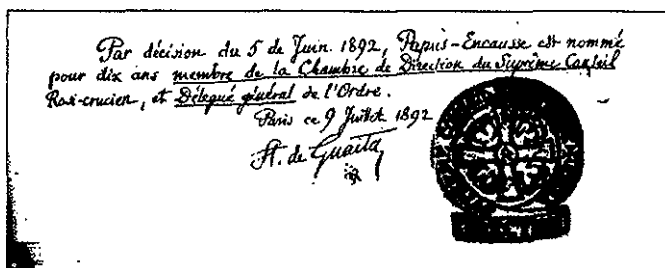 Par décision du 5 de Juin 1892, Papus-Encausse est nommé
pour dix ans membre de la Chambre de Direction du Suprême Conseil
Rosi-crucien, et Délégué général de l'Ordre.
Paris ce 9 Juillet 1892
St. de Guaita